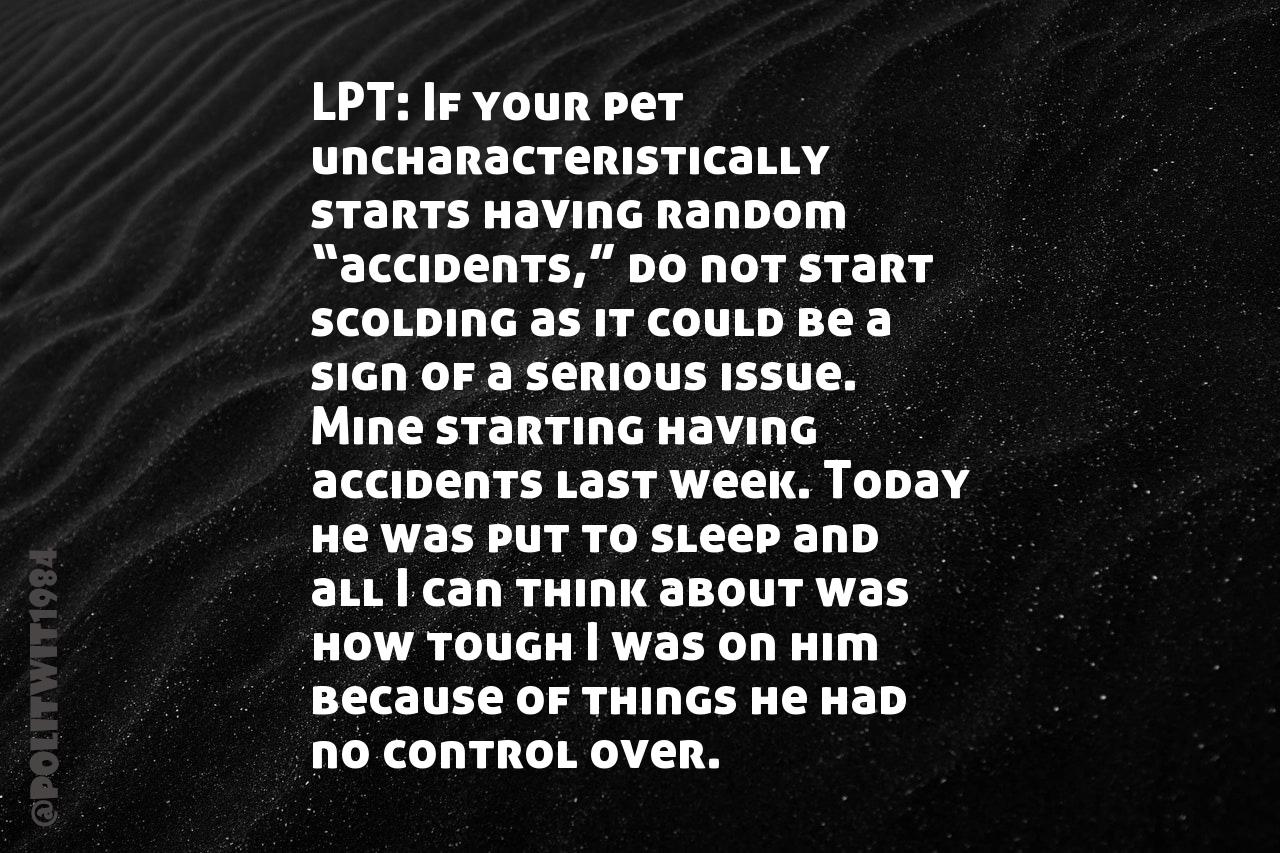 LPT: If your pet
uncharacteristically
starts having random
“accidents,” do not start
scolding as it could be a
sign of a serious issue.
Mine starting having
accidents last week. Today
he was put to sleep and
all I can think about was
how tough I was on him
because of things he had
no control over.
@politwit1984